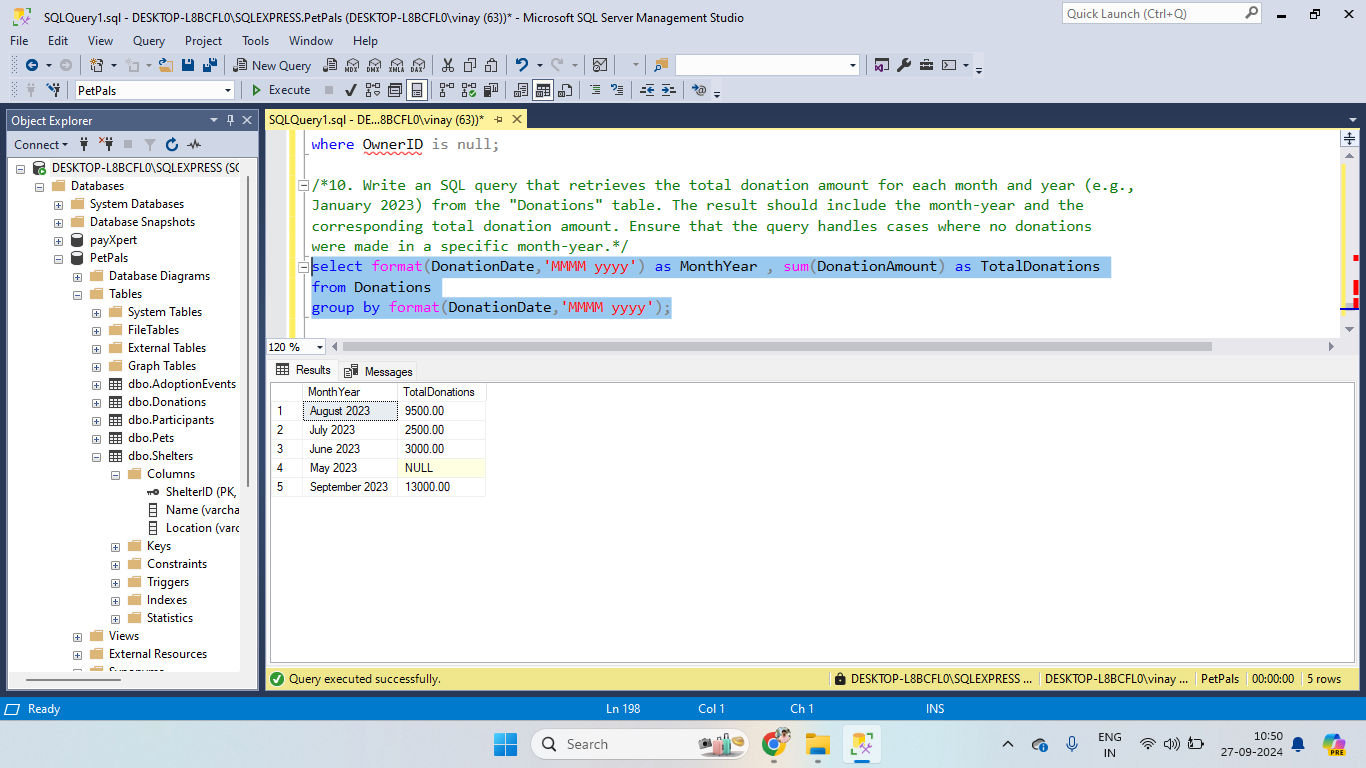 SQLQuery1.sql - DESKTOP-L8BCFL0\SQLEXPRESS.PetPals (DESKTOP-L8BCFL0\vinay (63))* - Microsoft SQL Server Management Studio
Quick Launch (Ctrl+Q)
File Edit View Query Project Tools Window Help
New Query
MDX DMX XMLA DAX
PetPals
Execute
Object Explorer
Connect
DESKTOP-L8BCFL0\SQLEXPRESS (SC
Databases
System Databases
Database Snapshots
payXpert
PetPals
Database Diagrams
Tables
System Tables
FileTables
External Tables
Graph Tables
dbo.AdoptionEvents
dbo.Donations
dbo.Participants
dbo.Pets
dbo.Shelters
Columns
ShelterID (PK,
Name (varcha
Location (varc
Keys
Constraints
Triggers
Indexes
Statistics
Views
External Resources
SQLQuery1.sql - DE...8BCFL0\vinay (63))*
where OwnerID is null;
/*10. Write an SQL query that retrieves the total donation amount for each month and year (e.g.,
January 2023) from the "Donations" table. The result should include the month-year and the
corresponding total donation amount. Ensure that the query handles cases where no donations
were made in a specific month-year.*/
select format(DonationDate,'MMMM yyyy') as MonthYear , sum(DonationAmount) as TotalDonations
from Donations
group by format(DonationDate,'MMMM yyyy');
120 %
Results Messages
MonthYear TotalDonations
1 August 2023 9500.00
2 July 2023 2500.00
3 June 2023 3000.00
4 May 2023 NULL
5 September 2023 13000.00
Query executed successfully.
DESKTOP-L8BCFL0\SQLEXPRESS ... DESKTOP-L8BCFL0\vinay ... PetPals 00:00:00 5 rows
Ready Ln 198 Col 1 Ch 1 INS
Search
PRE
ENG
IN
10:50
27-09-2024